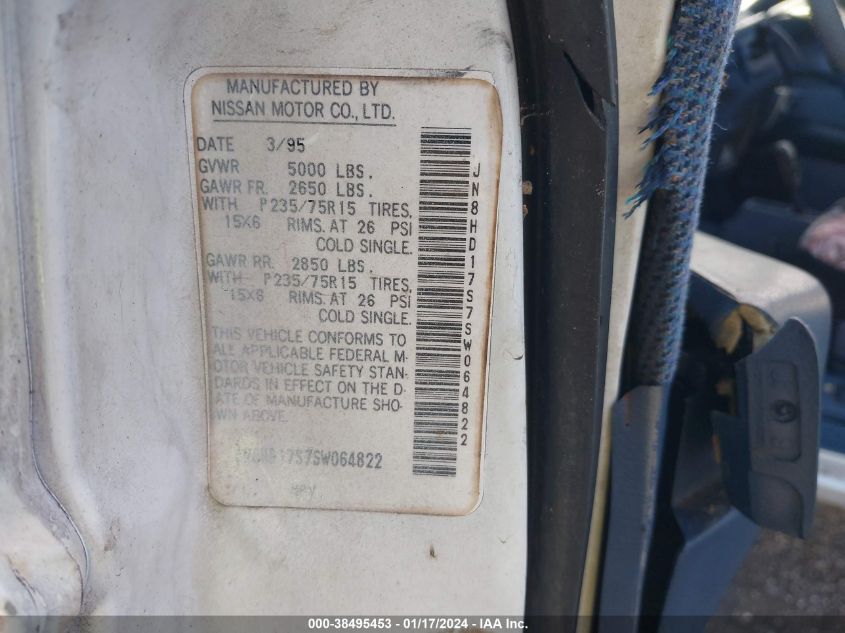 MANUFACTURED BY
NISSAN MOTOR CO., LTD.
DATE 3/95
GVWR 5000 LBS.
GAWR FR. 2650 LBS.
WITH P235/75R15 TIRES,
15X6 RIMS. AT 26 PSI
COLD SINGLE.
GAWR RR. 2850 LBS.
WITH P235/75R15 TIRES,
15X6 RIMS. AT 26 PSI
COLD SINGLE.
THIS VEHICLE CONFORMS TO
ALL APPLICABLE FEDERAL M-
OTOR VEHICLE SAFETY STAN-
DARDS IN EFFECT ON THE D-
ATE OF MANUFACTURE SHO-
WN ABOVE.
JN8HD17S7SW064822
MPV
JN8HD17S7SW064822
000-38495453 - 01/17/2024 - IAA Inc.